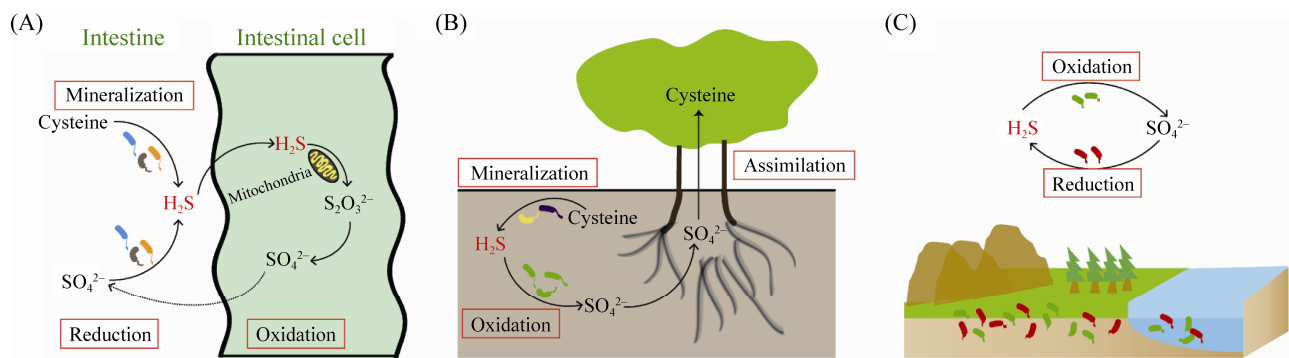 (A)
Intestine
Intestinal cell
Mineralization
Cysteine
H₂S
SO₄²⁻
Reduction
H₂S
Mitochondria
S₂O₃²⁻
SO₄²⁻
Oxidation
(B)
Cysteine
Mineralization
Assimilation
Cysteine
H₂S
SO₄²⁻
SO₄²⁻
Oxidation
(C)
Oxidation
H₂S
SO₄²⁻
Reduction